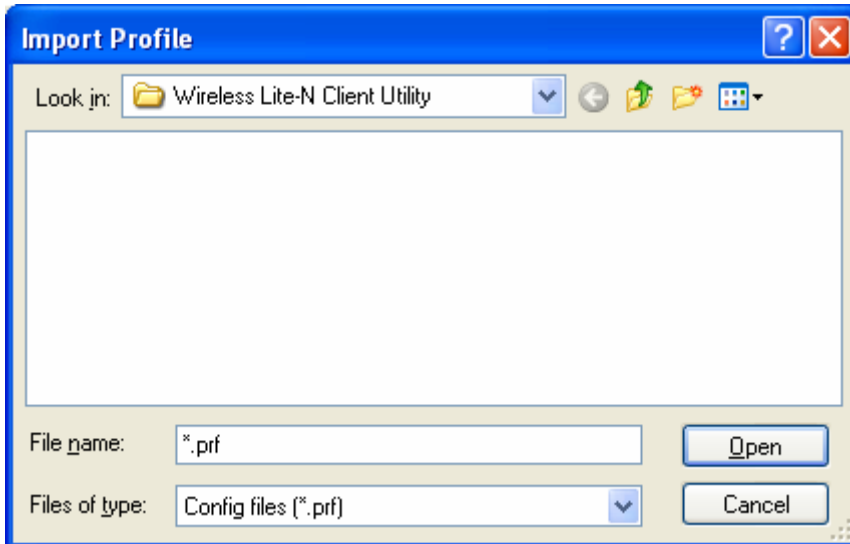 Import Profile
Look in: Wireless Lite-N Client Utility
File name: *.prf Open
Files of type: Config files (*.prf) Cancel